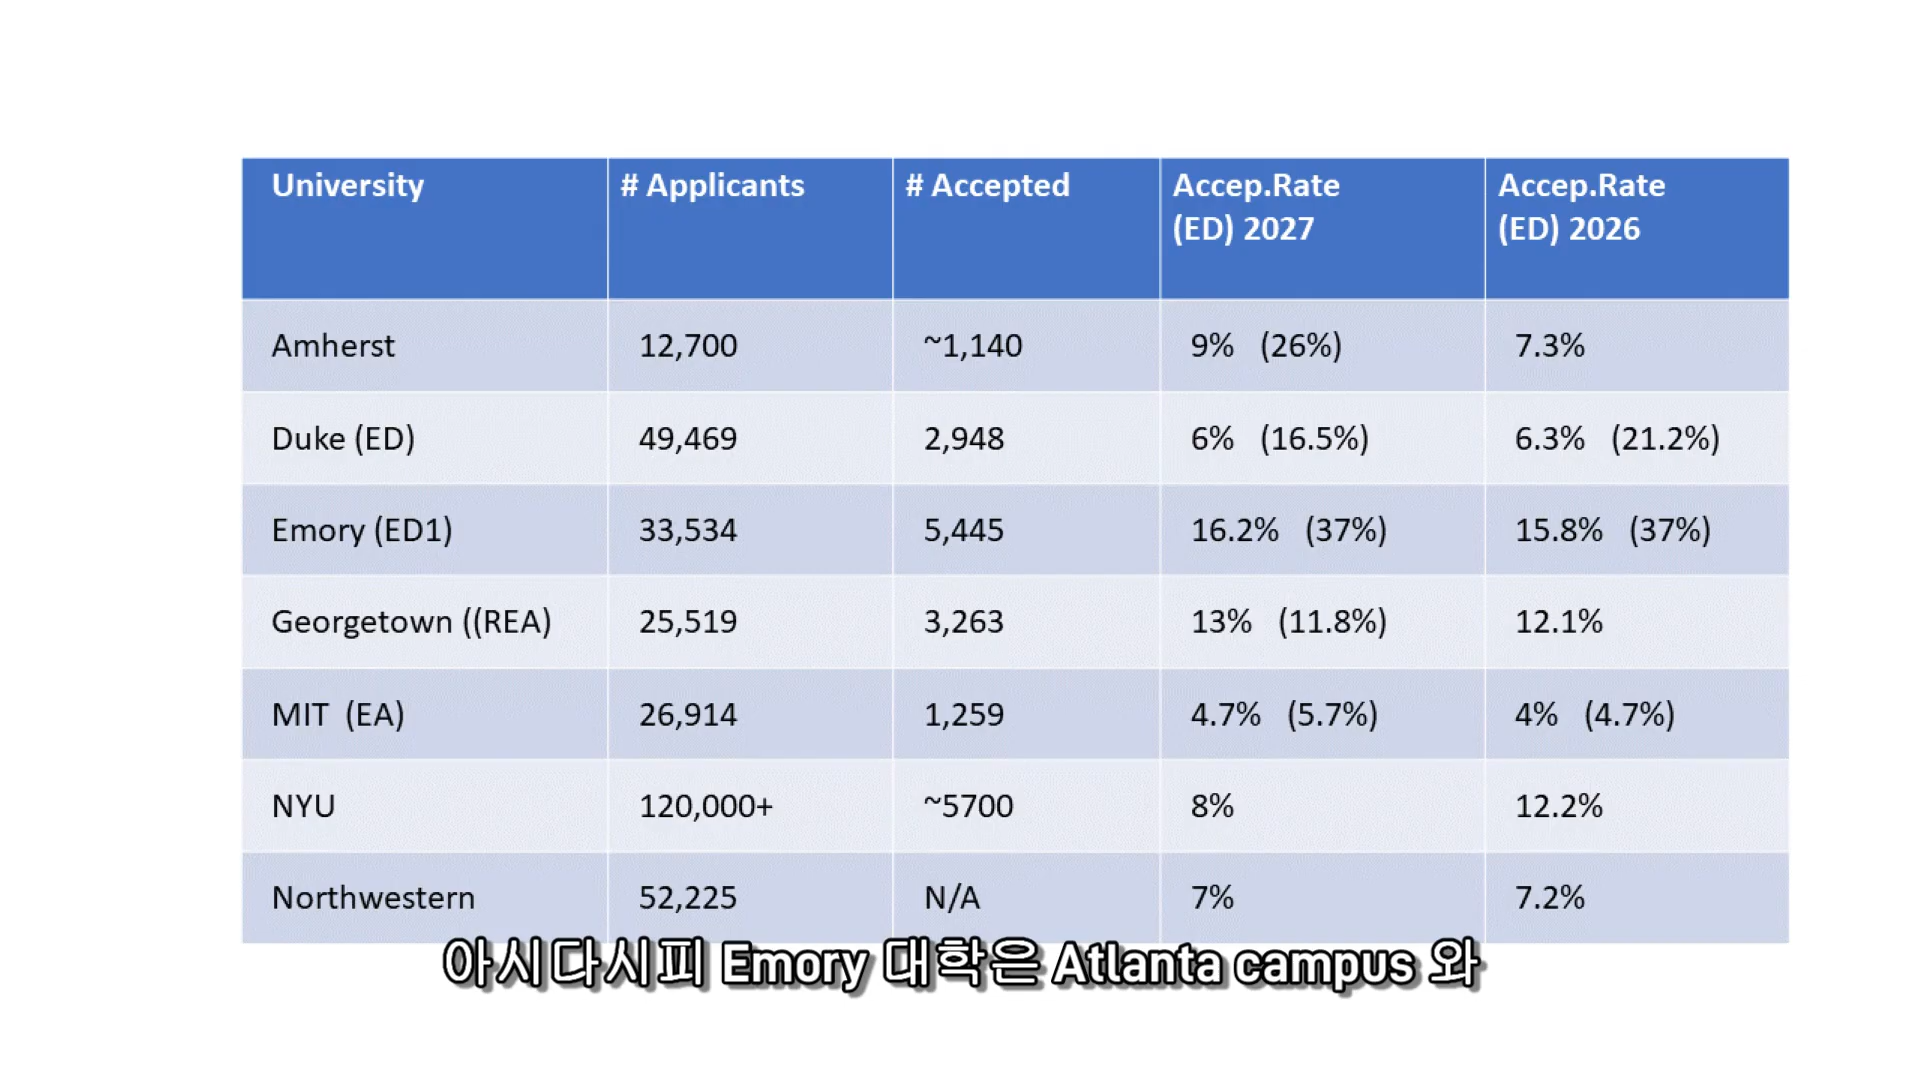 University # Applicants # Accepted Accep.Rate (ED) 2027 Accep.Rate (ED) 2026
Amherst 12,700 ~1,140 9% (26%) 7.3%
Duke (ED) 49,469 2,948 6% (16.5%) 6.3% (21.2%)
Emory (ED1) 33,534 5,445 16.2% (37%) 15.8% (37%)
Georgetown ((REA) 25,519 3,263 13% (11.8%) 12.1%
MIT (EA) 26,914 1,259 4.7% (5.7%) 4% (4.7%)
NYU 120,000+ ~5700 8% 12.2%
Northwestern 52,225 N/A 7% 7.2%
아시다시피 Emory 대학은 Atlanta campus 와